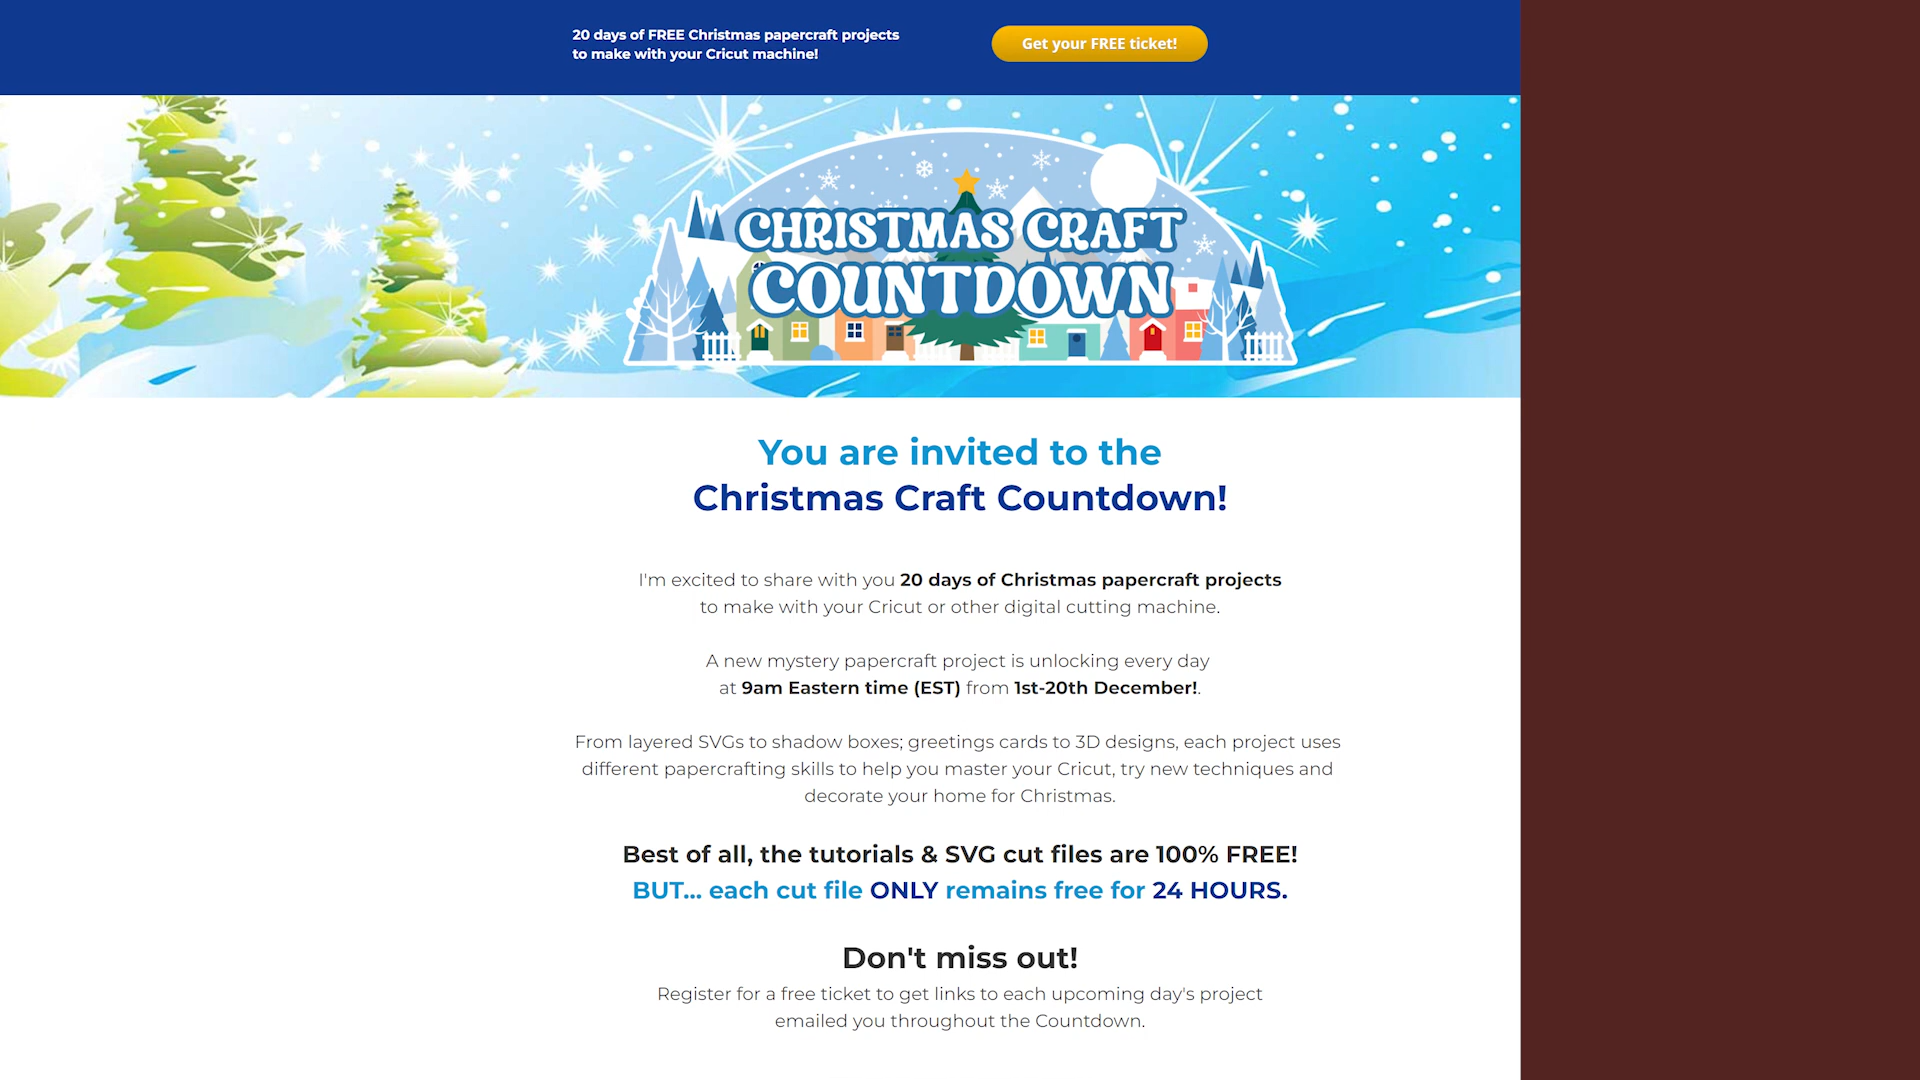 20 days of FREE Christmas papercraft projects
to make with your Cricut machine!
Get your FREE ticket!
CHRISTMAS CRAFT
COUNTDOWN
You are invited to the
Christmas Craft Countdown!
I'm excited to share with you 20 days of Christmas papercraft projects
to make with your Cricut or other digital cutting machine.
A new mystery papercraft project is unlocking every day
at 9am Eastern time (EST) from 1st-20th December!.
From layered SVGs to shadow boxes; greetings cards to 3D designs, each project uses
different papercrafting skills to help you master your Cricut, try new techniques and
decorate your home for Christmas.
Best of all, the tutorials & SVG cut files are 100% FREE!
BUT... each cut file ONLY remains free for 24 HOURS.
Don't miss out!
Register for a free ticket to get links to each upcoming day's project
emailed you throughout the Countdown.